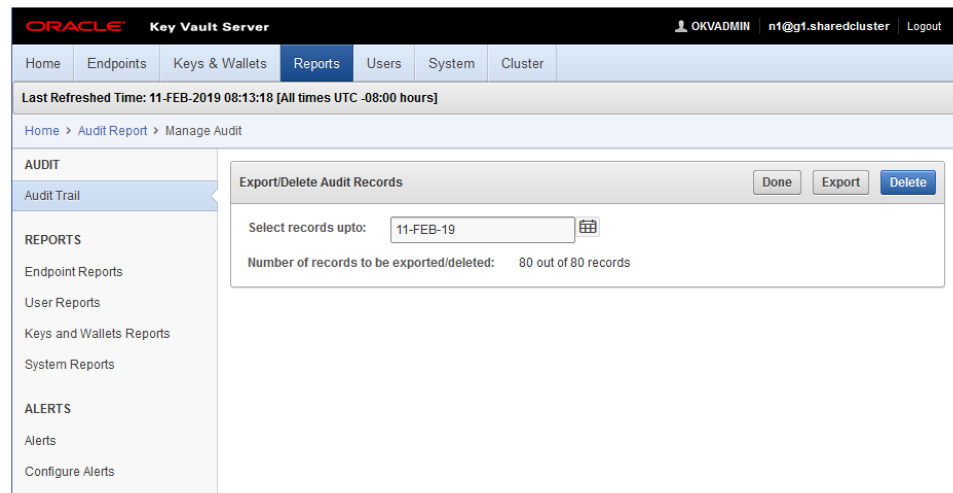 ORACLE Key Vault Server OKVADMIN n1@g1.sharedcluster Logout
Home Endpoints Keys & Wallets Reports Users System Cluster
Last Refreshed Time: 11-FEB-2019 08:13:18 [All times UTC -08:00 hours]
Home > Audit Report > Manage Audit
AUDIT
Audit Trail
REPORTS
Endpoint Reports
User Reports
Keys and Wallets Reports
System Reports
ALERTS
Alerts
Configure Alerts
Export/Delete Audit Records Done Export Delete
Select records upto: 11-FEB-19
Number of records to be exported/deleted: 80 out of 80 records